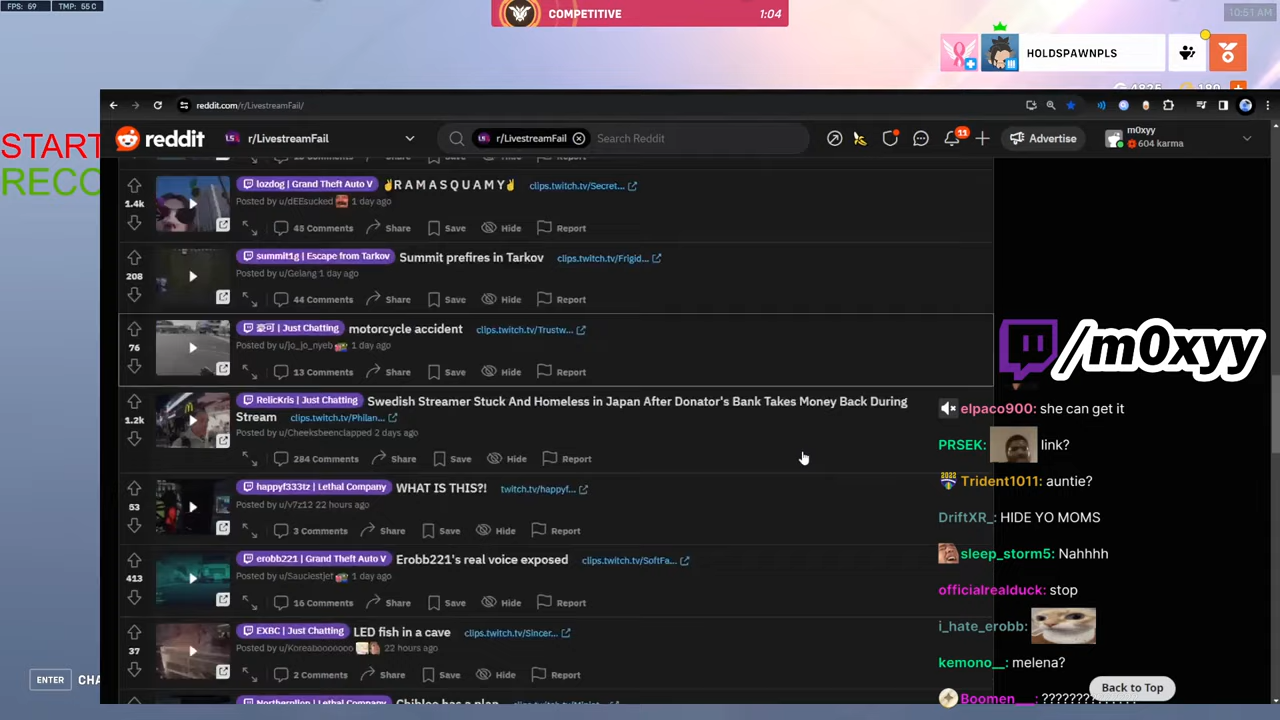 FPS: 59 TMP: 55 C
COMPETITIVE 1:04
10:51 AM
HOLDSPAWNPLS
START
RECO
reddit.com/r/LivestreamFail/
reddit r/LivestreamFail r/LivestreamFail Search Reddit 11 Advertise m0xyy
604 karma
lozdog | Grand Theft Auto V ✌R A M A S Q U A M Y✌ clips.twitch.tv/Secret...
1.4k
Posted by u/dEEsucked 1 day ago
45 Comments Share Save Hide Report
summit1g | Escape from Tarkov Summit prefires in Tarkov clips.twitch.tv/Frigid...
208
Posted by u/Gelang 1 day ago
44 Comments Share Save Hide Report
豪可 | Just Chatting motorcycle accident clips.twitch.tv/Trustw...
76
Posted by u/jo_jo_nyeb 1 day ago
13 Comments Share Save Hide Report
RelicKris | Just Chatting Swedish Streamer Stuck And Homeless in Japan After Donator's Bank Takes Money Back During
Stream clips.twitch.tv/Philan...
1.2k
Posted by u/Cheeksbeenclapped 2 days ago
284 Comments Share Save Hide Report
happyf333tz | Lethal Company WHAT IS THIS?! twitch.tv/happyf...
53
Posted by u/v7z12 22 hours ago
3 Comments Share Save Hide Report
erobb221 | Grand Theft Auto V Erobb221's real voice exposed clips.twitch.tv/SoftFa...
413
Posted by u/Sauciestjef 1 day ago
16 Comments Share Save Hide Report
EXBC | Just Chatting LED fish in a cave clips.twitch.tv/Sincer...
37
Posted by u/Koreabooooooo 22 hours ago
2 Comments Share Save Hide Report
/m0xyy
elpaco900: she can get it
PRSEK: link?
Trident1011: auntie?
DriftXR_: HIDE YO MOMS
sleep_storm5: Nahhhh
officialrealduck: stop
i_hate_erobb:
kemono__: melena?
Back to Top
ENTER CHA